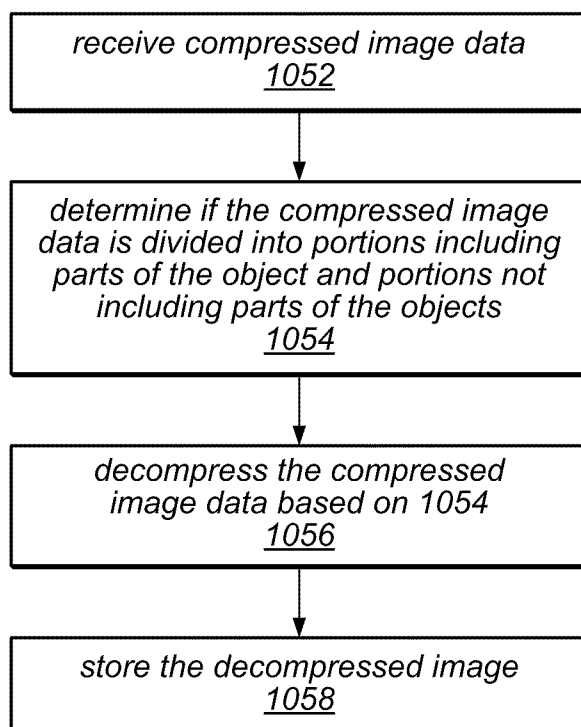 receive compressed image data
1052
determine if the compressed image
data is divided into portions including
parts of the object and portions not
including parts of the objects
1054
decompress the compressed
image data based on 1054
1056
store the decompressed image
1058